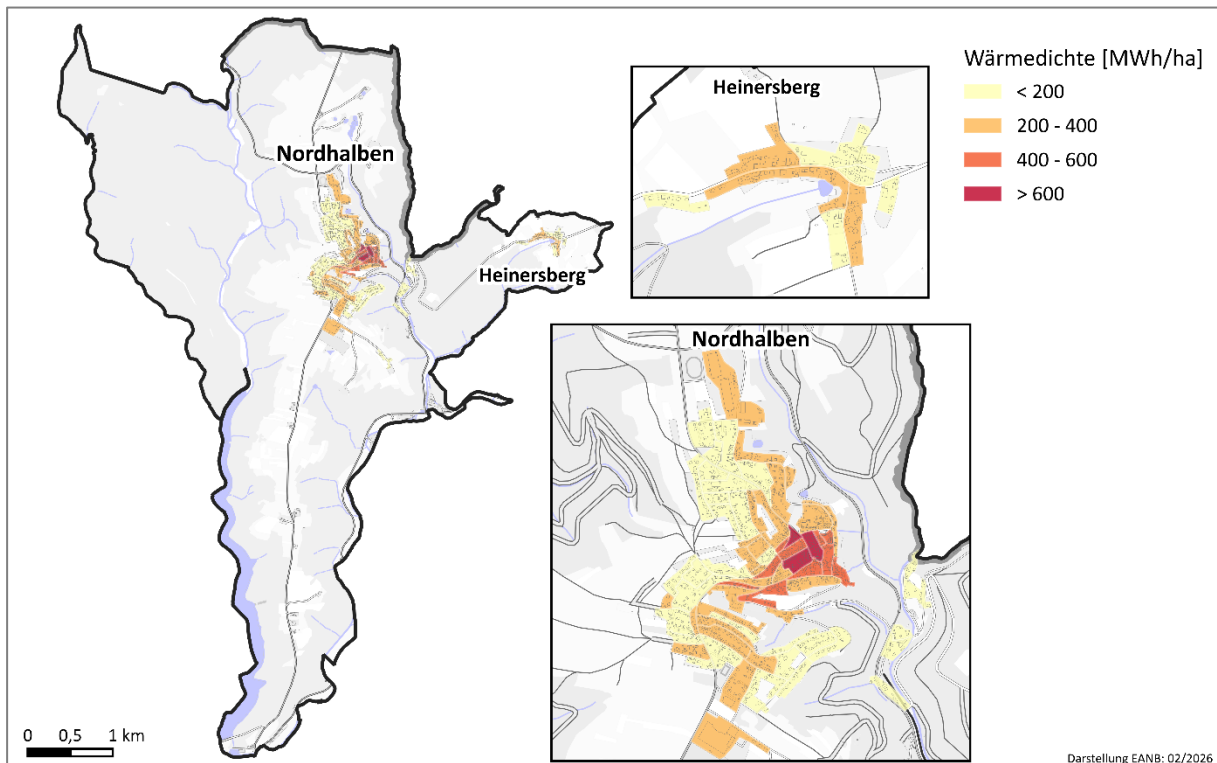 Nordhalben
Heinersberg
Heinersberg
Nordhalben
Wärmedichte [MWh/ha]
< 200
200 - 400
400 - 600
> 600
0 0,5 1 km
Darstellung EANB: 02/2026